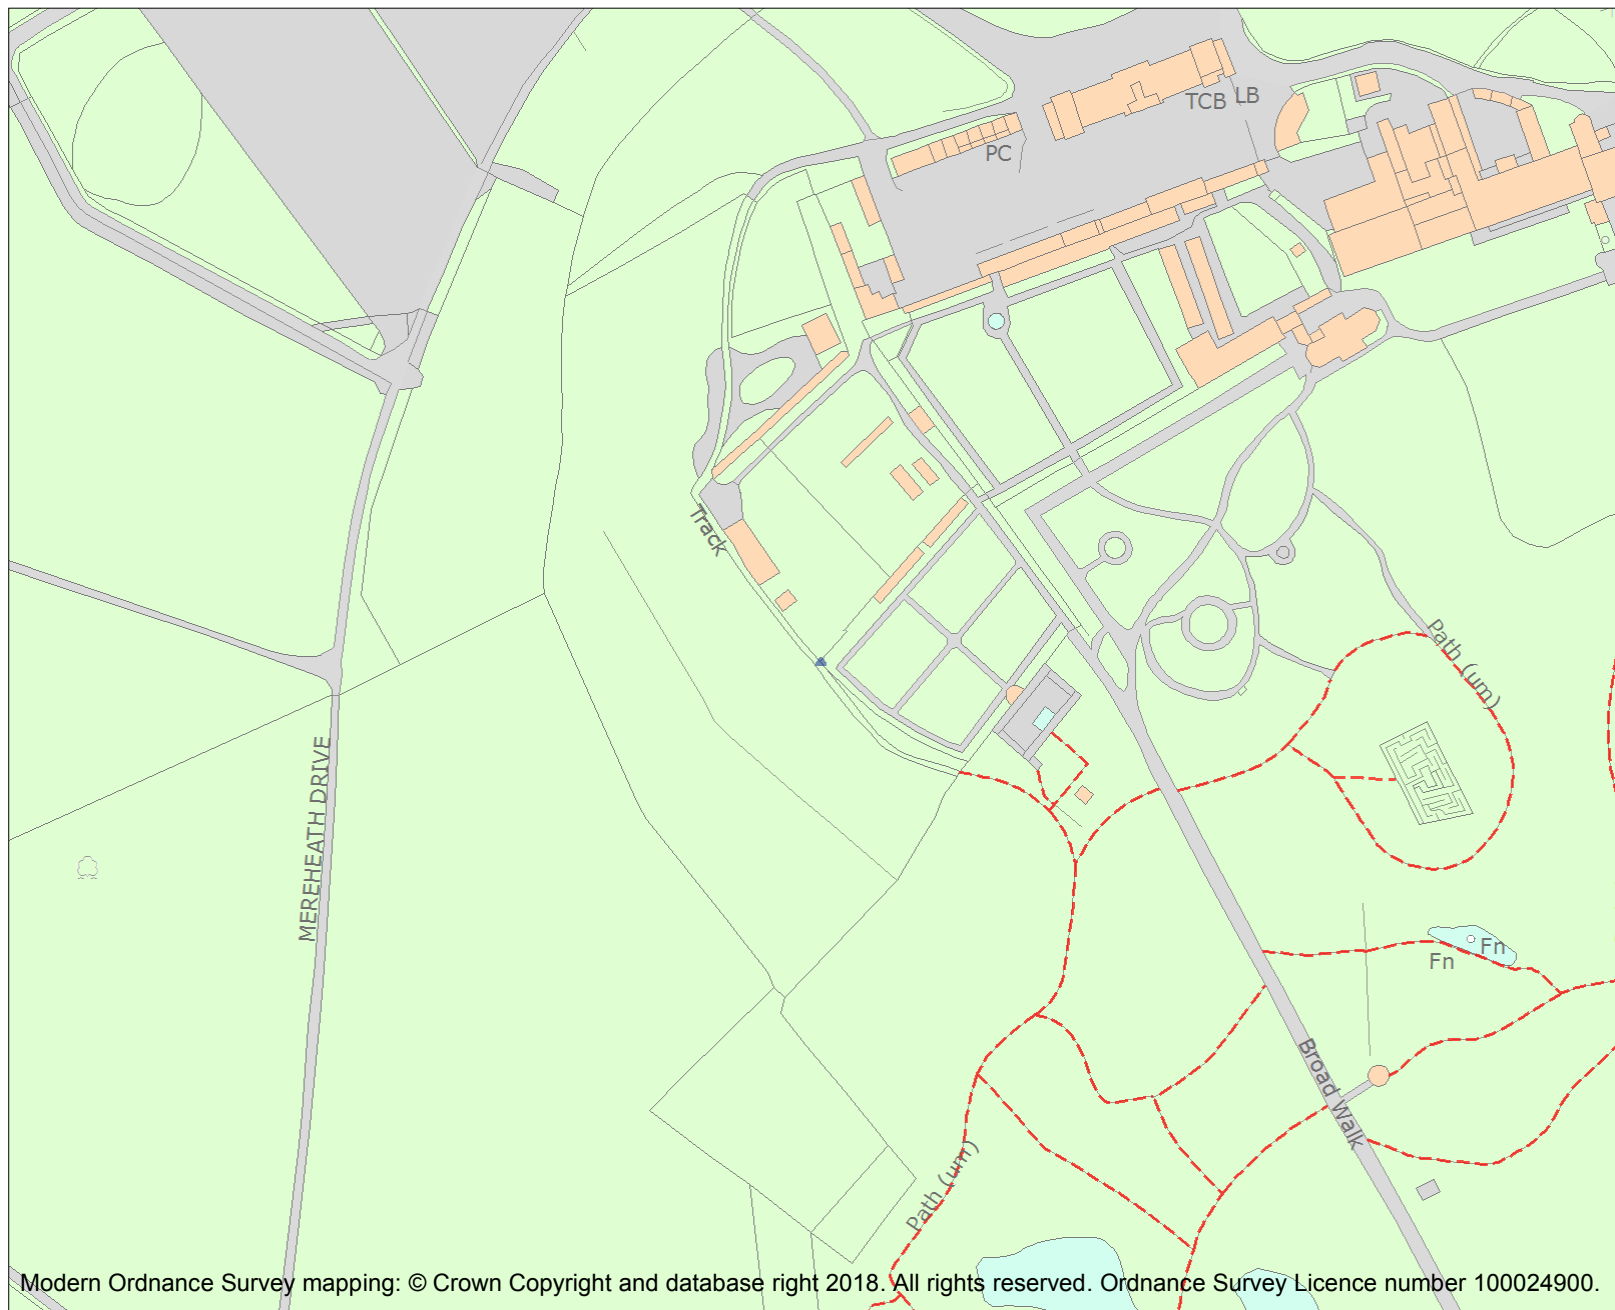 TCB LB
PC
Track
Path (um)
MEREHEATH DRIVE
Fn
Fn
Broad Walk
Path (um)
Modern Ordnance Survey mapping: © Crown Copyright and database right 2018. All rights reserved. Ordnance Survey Licence number 100024900.